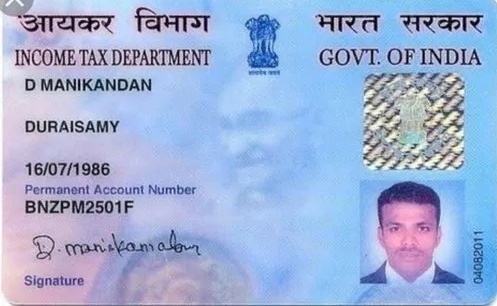 आयकर विभाग
भारत सरकार
INCOME TAX DEPARTMENT
GOVT. OF INDIA
सत्यमेव जयते
D MANIKANDAN
DURAISAMY
16/07/1986
Permanent Account Number
BNZPM2501F
D. manikandan
Signature
04082011